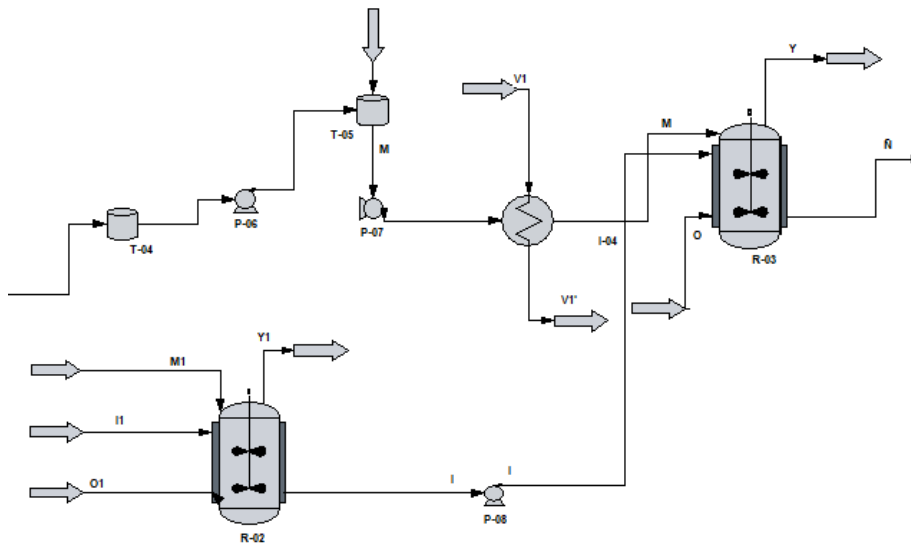 Y
V1
M
Ñ
T-05
M
P-06
T-04
P-07
I-04
O
R-03
V1'
Y1
M1
I1
O1
I
I
P-08
R-02